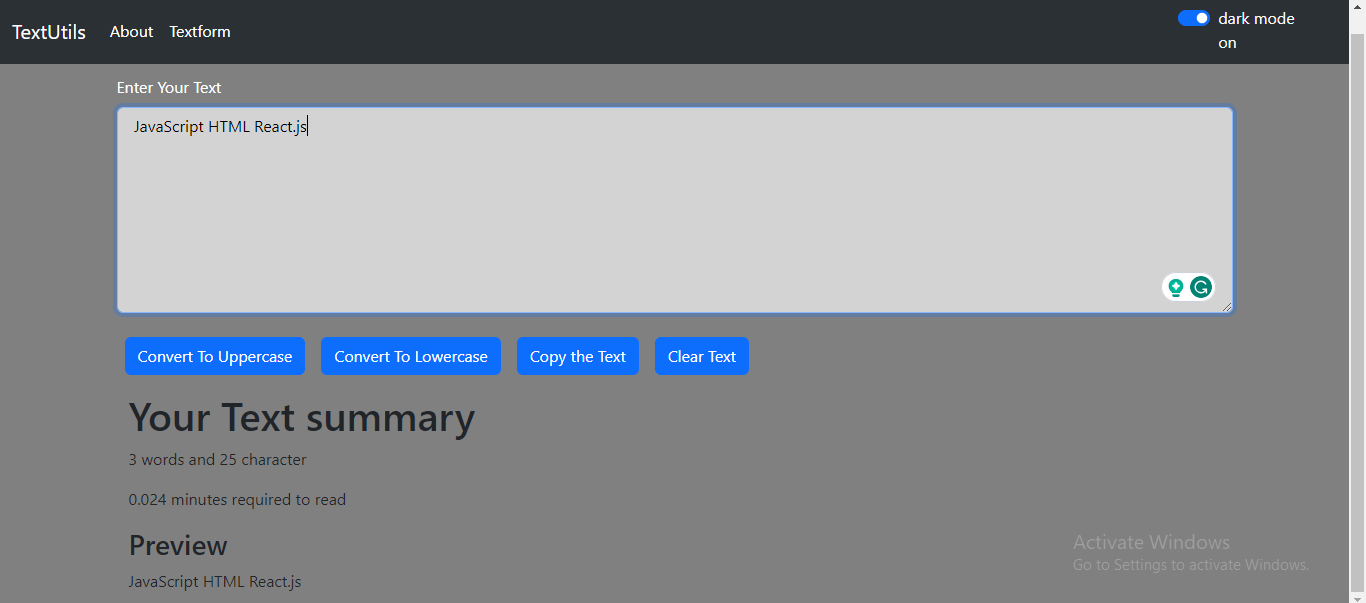 TextUtils About Textform dark mode
on
Enter Your Text
JavaScript HTML React.js
Convert To Uppercase Convert To Lowercase Copy the Text Clear Text
Your Text summary
3 words and 25 character
0.024 minutes required to read
Preview
JavaScript HTML React.js
Activate Windows
Go to Settings to activate Windows.